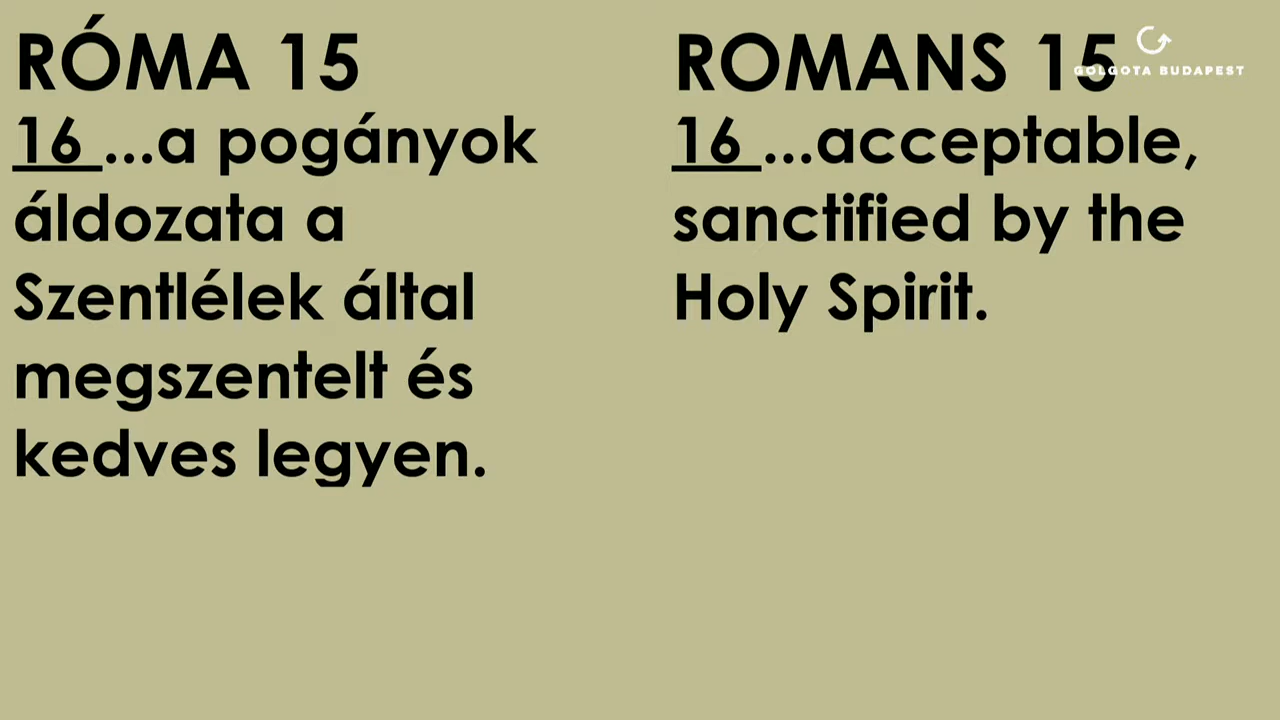 RÓMA 15
16 ...a pogányok
áldozata a
Szentlélek által
megszentelt és
kedves legyen.
ROMANS 15
16 ...acceptable,
sanctified by the
Holy Spirit.
GOLGOTA BUDAPEST